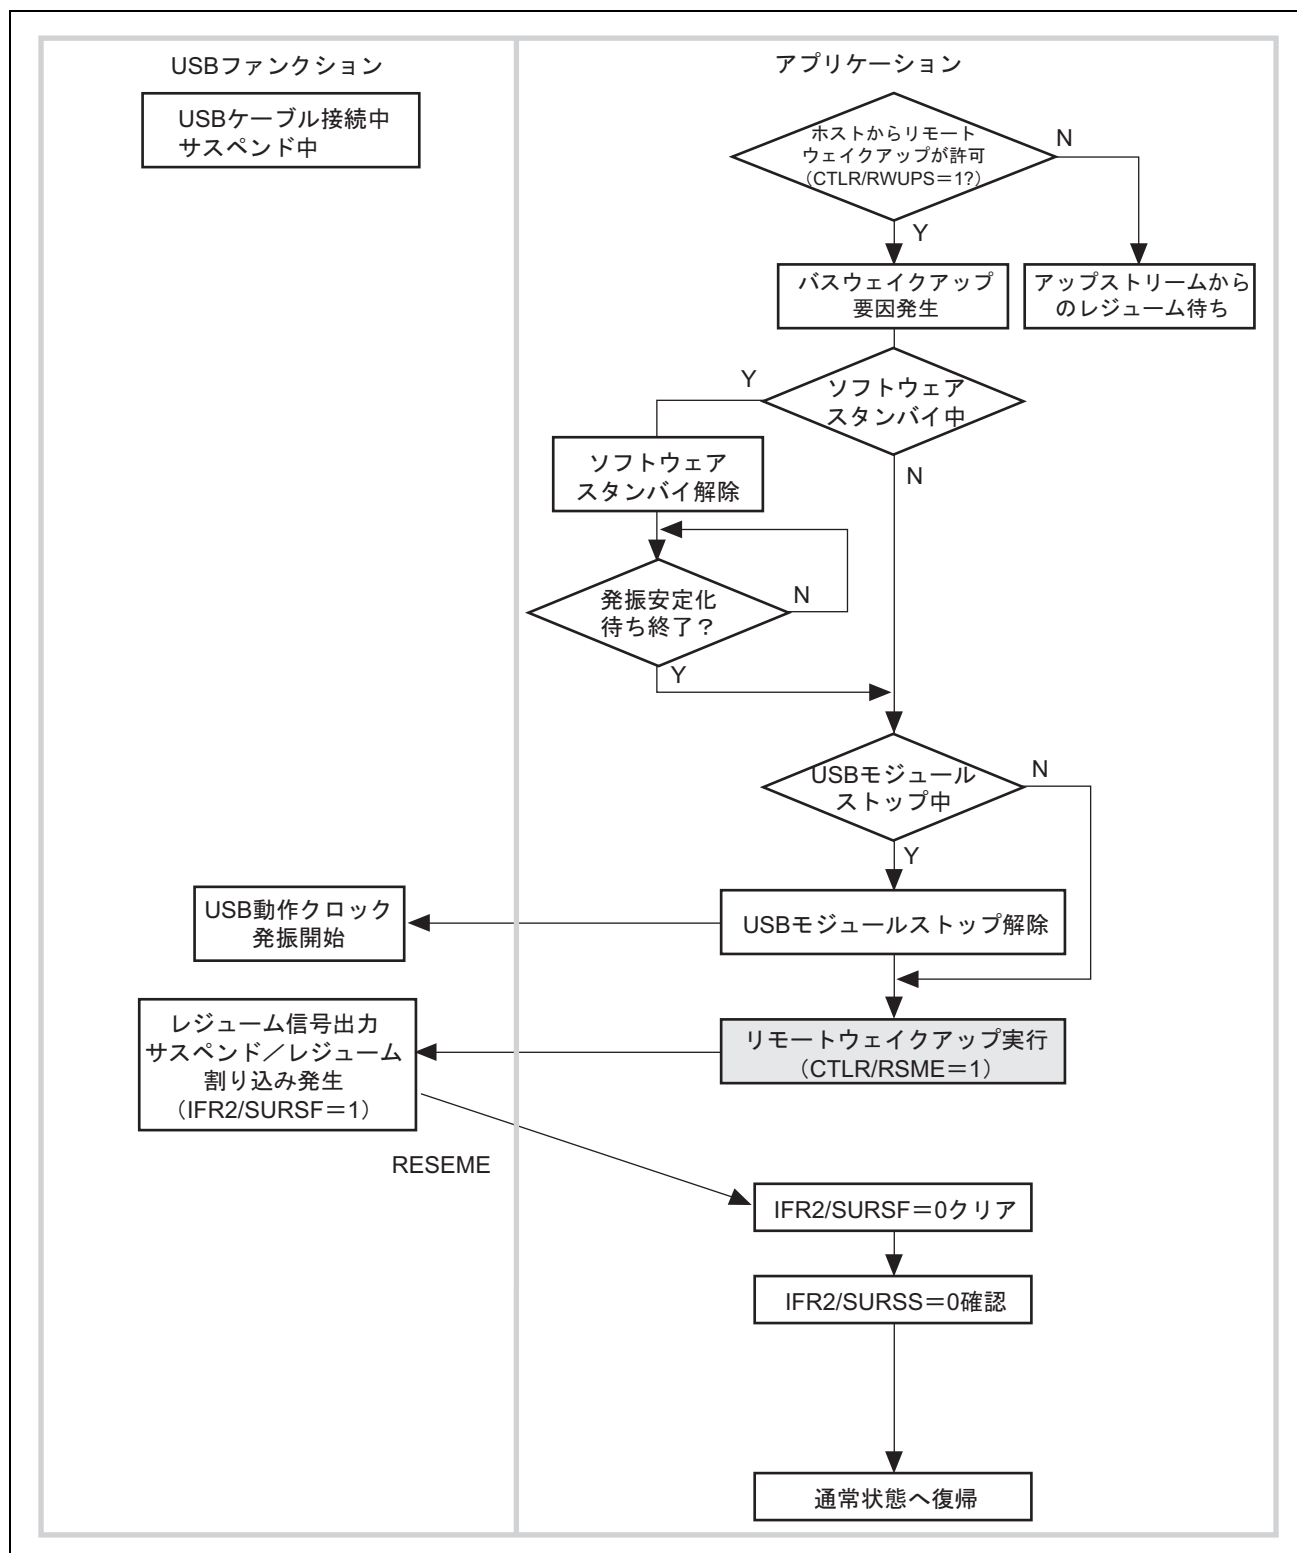 USBファンクション
アプリケーション
USBケーブル接続中
サスペンド中
ホストからリモート
ウェイクアップが許可
（CTLR/RWUPS＝1?）
N
Y
バスウェイクアップ
要因発生
アップストリームから
のレジューム待ち
ソフトウェア
スタンバイ中
Y
N
ソフトウェア
スタンバイ解除
発振安定化
待ち終了？
N
Y
USBモジュール
ストップ中
N
Y
USB動作クロック
発振開始
USBモジュールストップ解除
レジューム信号出力
サスペンド／レジューム
割り込み発生
（IFR2/SURSF＝1）
リモートウェイクアップ実行
（CTLR/RSME＝1）
RESEME
IFR2/SURSF＝0クリア
IFR2/SURSS＝0確認
通常状態へ復帰